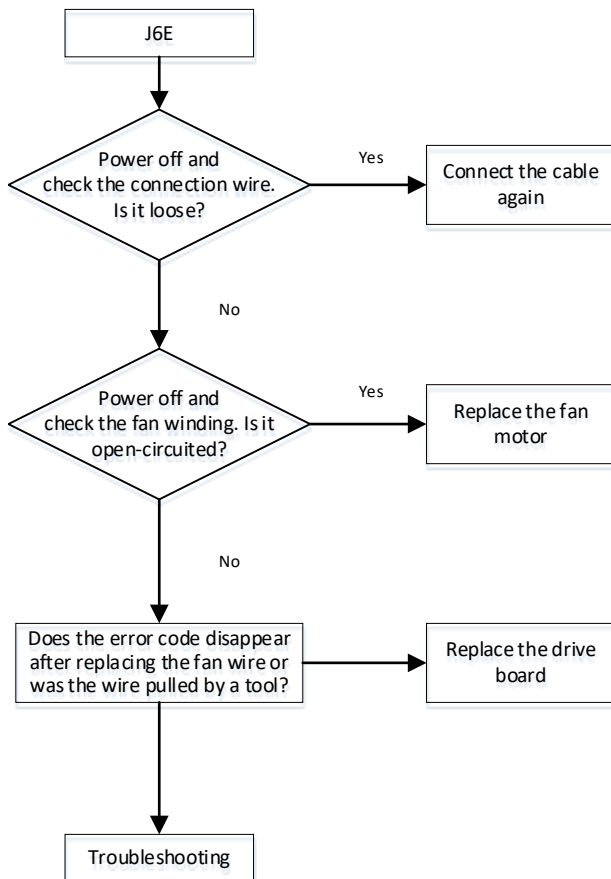 J6E
Power off and
check the connection wire.
Is it loose?
Yes
Connect the cable
again
No
Power off and
check the fan winding. Is it
open-circuited?
Yes
Replace the fan
motor
No
Does the error code disappear
after replacing the fan wire or
was the wire pulled by a tool?
Replace the drive
board
Troubleshooting